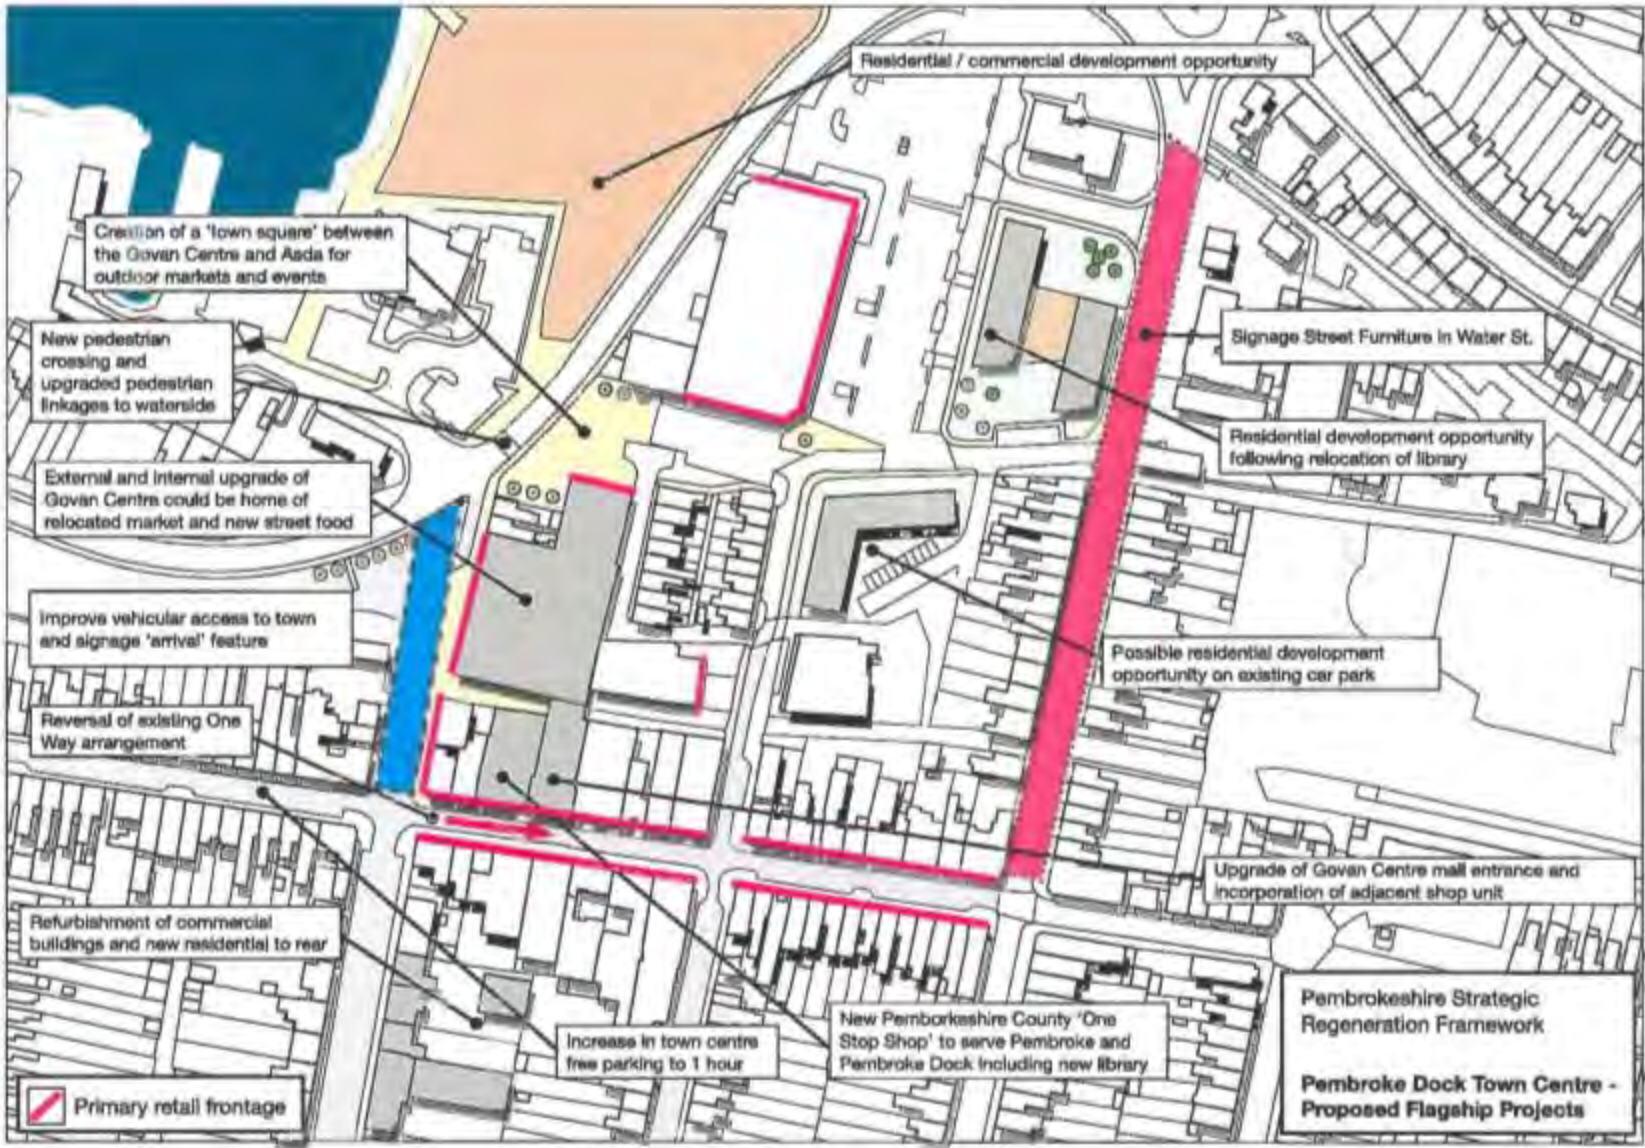 Residential / commercial development opportunity
Creation of a 'town square' between
the Govan Centre and Asda for
outdoor markets and events
New pedestrian
crossing and
upgraded pedestrian
linkages to waterside
Signage Street Furniture in Water St.
External and internal upgrade of
Govan Centre could be home of
relocated market and new street food
Residential development opportunity
following relocation of library
Improve vehicular access to town
and signage 'arrival' feature
Possible residential development
opportunity on existing car park
Reversal of existing One
Way arrangement
Upgrade of Govan Centre mall entrance and
incorporation of adjacent shop unit
Refurbishment of commercial
buildings and new residential to rear
Increase in town centre
free parking to 1 hour
New Pemborkeshire County 'One
Stop Shop' to serve Pembroke and
Pembroke Dock including new library
Primary retail frontage
Pembrokeshire Strategic
Regeneration Framework
Pembroke Dock Town Centre -
Proposed Flagship Projects